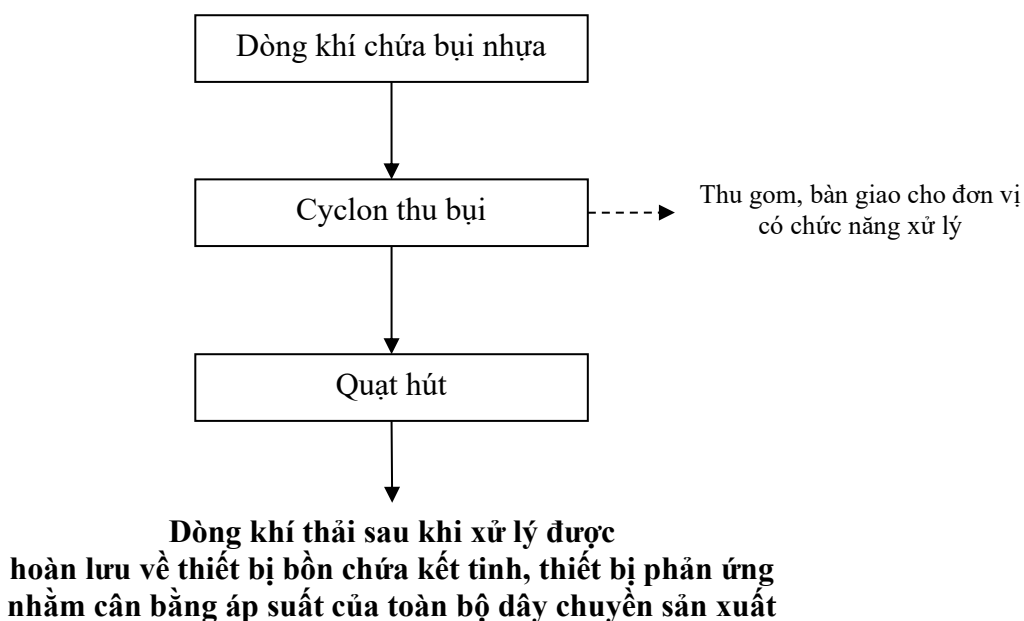 Dòng khí chứa bụi nhựa
Cyclon thu bụi
Thu gom, bàn giao cho đơn vị
có chức năng xử lý
Quạt hút
Dòng khí thải sau khi xử lý được
hoàn lưu về thiết bị bồn chứa kết tinh, thiết bị phản ứng
nhằm cân bằng áp suất của toàn bộ dây chuyền sản xuất